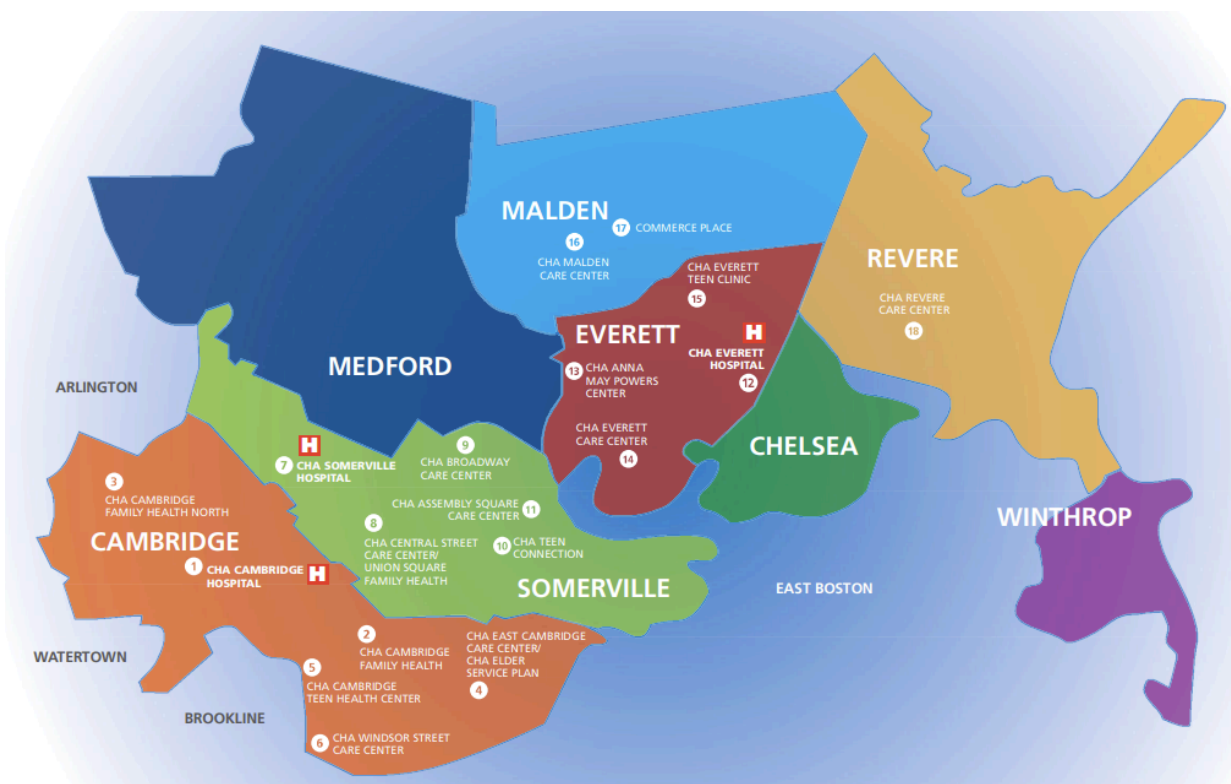 MALDEN
17 COMMERCE PLACE
16
CHA MALDEN
CARE CENTER
REVERE
CHA REVERE
CARE CENTER
18
CHA EVERETT
TEEN CLINIC
15
EVERETT
H
CHA EVERETT
HOSPITAL
12
13 CHA ANNA
MAY POWERS
CENTER
CHA EVERETT
CARE CENTER
14
MEDFORD
ARLINGTON
CHELSEA
H
7 CHA SOMERVILLE
HOSPITAL
9
CHA BROADWAY
CARE CENTER
CHA ASSEMBLY SQUARE
CARE CENTER 11
8
CHA CENTRAL STREET
CARE CENTER/
UNION SQUARE
FAMILY HEALTH
10 CHA TEEN
CONNECTION
SOMERVILLE
3
CHA CAMBRIDGE
FAMILY HEALTH NORTH
CAMBRIDGE
1 CHA CAMBRIDGE
HOSPITAL
H
WINTHROP
EAST BOSTON
WATERTOWN
2
CHA CAMBRIDGE
FAMILY HEALTH
CHA EAST CAMBRIDGE
CARE CENTER/
CHA ELDER
SERVICE PLAN
4
5
CHA CAMBRIDGE
TEEN HEALTH CENTER
BROOKLINE
6 CHA WINDSOR STREET
CARE CENTER